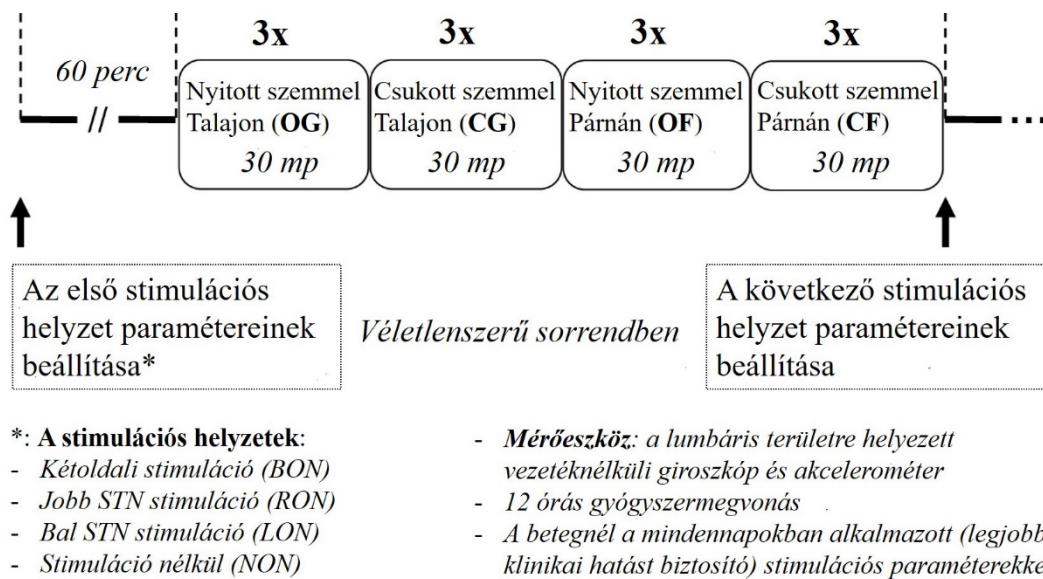 3x 3x 3x 3x
60 perc
//
Nyitott szemmel
Talajon (OG)
30 mp
Csukott szemmel
Talajon (CG)
30 mp
Nyitott szemmel
Párnán (OF)
30 mp
Csukott szemmel
Párnán (CF)
30 mp
...
Az első stimulációs
helyzet paramétereinek
beállítása*
Véletlenszerű sorrendben
A következő stimulációs
helyzet paramétereinek
beállítása
*: A stimulációs helyzetek:
- Kétoldali stimuláció (BON)
- Jobb STN stimuláció (RON)
- Bal STN stimuláció (LON)
- Stimuláció nélkül (NON)
- Mérőeszköz: a lumbáris területre helyezett
vezetéknélküli giroszkóp és akcelerométer
- 12 órás gyógyszermegvonás
- A betegnél a mindennapokban alkalmazott (legjobb
klinikai hatást biztosító) stimulációs paraméterekke